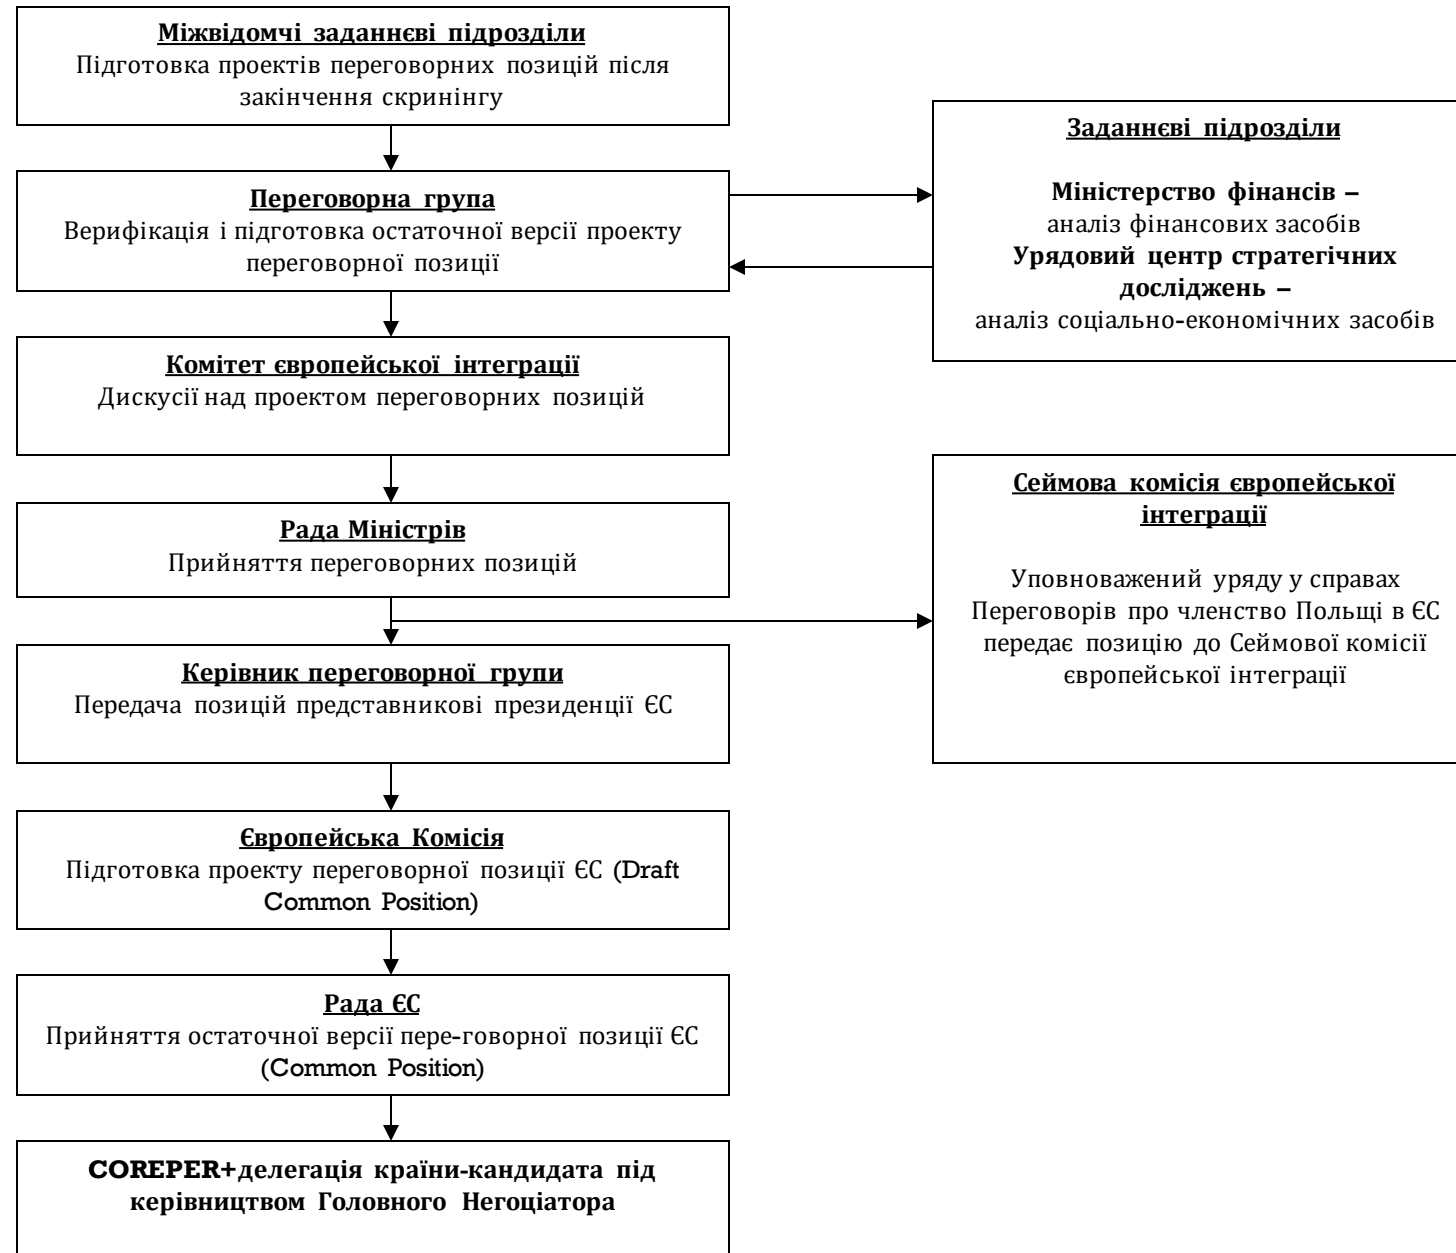 Міжвідомчі заданнєві підрозділи
Підготовка проектів переговорних позицій після
закінчення скринінгу
Переговорна група
Верифікація і підготовка остаточної версії проекту
переговорної позиції
Заданнєві підрозділи
Міністерство фінансів –
аналіз фінансових засобів
Урядовий центр стратегічних
досліджень –
аналіз соціально-економічних засобів
Комітет європейської інтеграції
Дискусії над проектом переговорних позицій
Рада Міністрів
Прийняття переговорних позицій
Сеймова комісія європейської
інтеграції
Уповноважений уряду у справах
Переговорів про членство Польщі в ЄС
передає позицію до Сеймової комісії
європейської інтеграції
Керівник переговорної групи
Передача позицій представникові президенції ЄС
Європейська Комісія
Підготовка проекту переговорної позиції ЄС (Draft
Common Position)
Рада ЄС
Прийняття остаточної версії пере-говорної позиції ЄС
(Common Position)
COREPER+делегація країни-кандидата під
керівництвом Головного Негоціатора